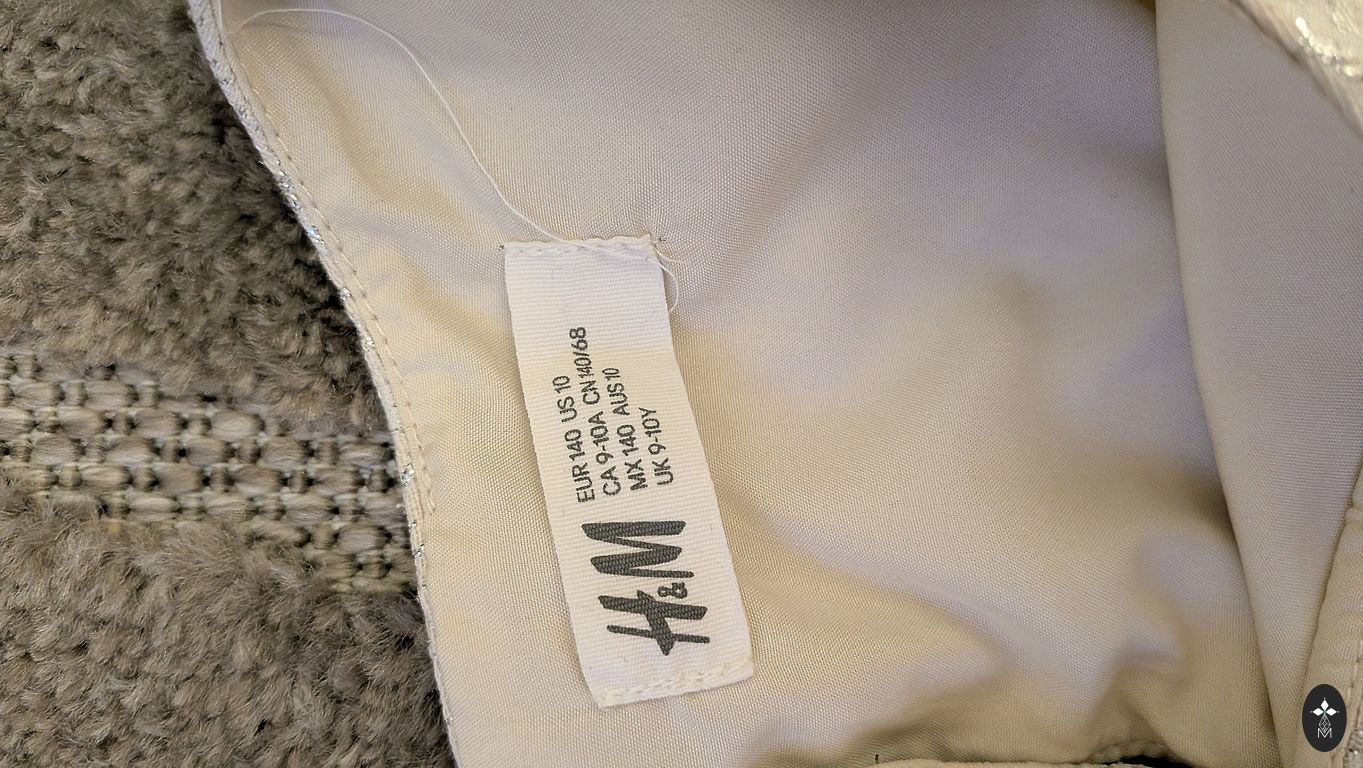 H&M
EUR 140 US 10
CA 9-10A CN 140/68
MX 140 AUS 10
UK 9-10Y
M